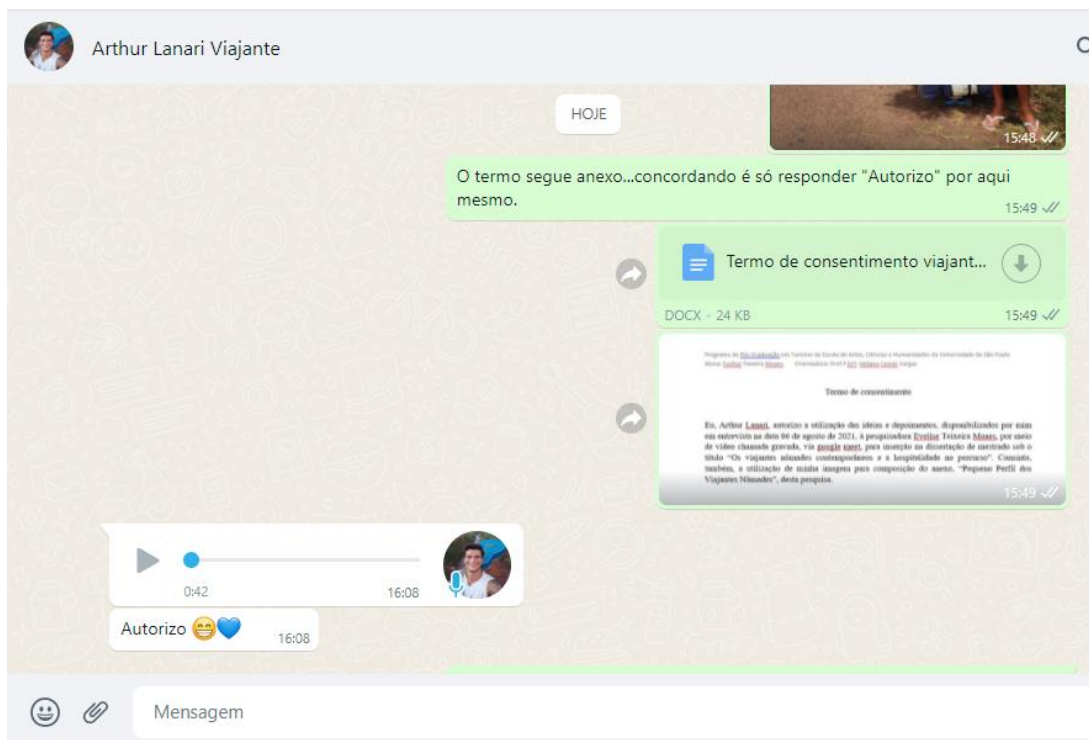 Arthur Lanari Viajante
HOJE
15:48
O termo segue anexo...concordando é só responder "Autorizo" por aqui
mesmo.
15:49
Termo de consentimento viajant...
DOCX · 24 KB
15:49
Programa de Pós Graduação em Turismo da Escola de Artes, Ciências e Humanidades da Universidade de São Paulo
Termo de consentimento
Eu, Arthur Lanari, autorizo a utilização das ideias e depoimentos, disponibilizados por mim
em entrevista na data 06 de agosto de 2021, à pesquisadora Evelise Teixeira Moses, por meio
de vídeo chamada gravada, via google meet, para inserção na dissertação de mestrado sob o
título "Os viajantes nômades contemporâneos e a hospitalidade no percurso". Consinto,
também, a utilização de minha imagem para composição do anexo, "Pequeno Perfil dos
Viajantes Nômades", desta pesquisa.
15:49
0:42
16:08
Autorizo 😁💙
16:08
Mensagem